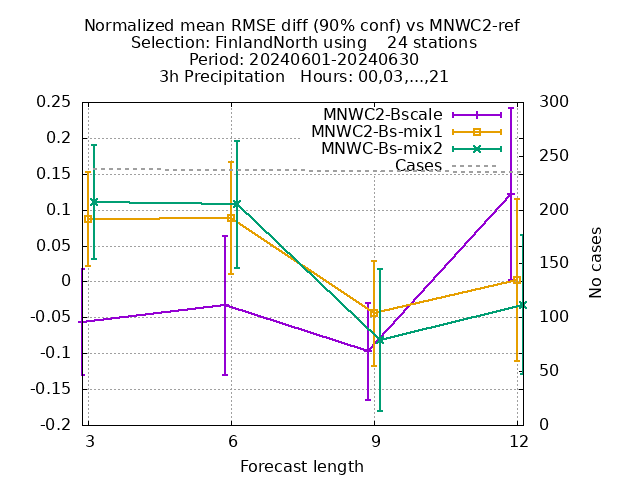 Normalized mean RMSE diff (90% conf) vs MNWC2-ref
Selection: FinlandNorth using 24 stations
Period: 20240601-20240630
3h Precipitation Hours: 00,03,...,21
MNWC2-Bscale
MNWC2-Bs-mix1
MNWC-Bs-mix2
Cases
0.25
0.2
0.15
0.1
0.05
0
-0.05
-0.1
-0.15
-0.2
300
250
200
150
100
50
0
No cases
3
6
9
12
Forecast length